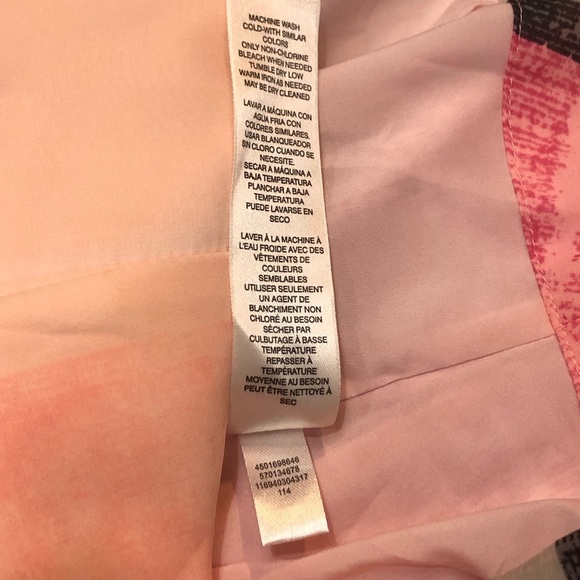 MACHINE WASH
COLD-WITH SIMILAR
COLORS
ONLY NON-CHLORINE
BLEACH WHEN NEEDED
TUMBLE DRY LOW
WARM IRON AS NEEDED
MAY BE DRY CLEANED
LAVAR A MÁQUINA CON
AGUA FRIA CON
COLORES SIMILARES.
USAR BLANQUEADOR
SIN CLORO CUANDO SE
NECESITE.
SECAR A MÁQUINA A
BAJA TEMPERATURA
PLANCHAR A BAJA
TEMPERATURA
PUEDE LAVARSE EN
SECO
LAVER À LA MACHINE À
L'EAU FROIDE AVEC DES
VÊTEMENTS DE
COULEURS
SEMBLABLES
UTILISER SEULEMENT
UN AGENT DE
BLANCHIMENT NON
CHLORÉ AU BESOIN
SÉCHER PAR
CULBUTAGE À BASSE
TEMPÉRATURE
REPASSER À
TEMPÉRATURE
MOYENNE AU BESOIN
PEUT ÊTRE NETTOYÉ À
SEC
4501698646
570134678
116940304317
114